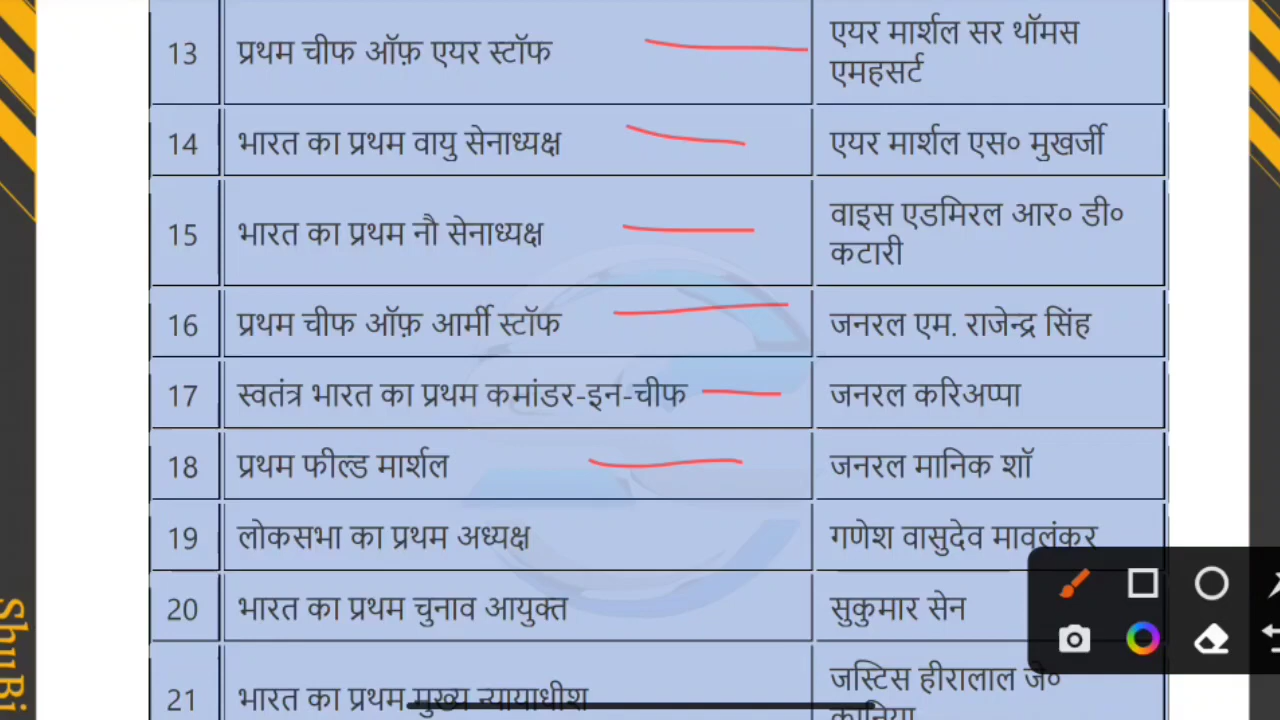 13 प्रथम चीफ ऑफ़ एयर स्टॉफ एयर मार्शल सर थॉमस
एमहसर्ट
14 भारत का प्रथम वायु सेनाध्यक्ष एयर मार्शल एस० मुखर्जी
15 भारत का प्रथम नौ सेनाध्यक्ष वाइस एडमिरल आर० डी०
कटारी
16 प्रथम चीफ ऑफ़ आर्मी स्टॉफ जनरल एम. राजेन्द्र सिंह
17 स्वतंत्र भारत का प्रथम कमांडर-इन-चीफ जनरल करिअप्पा
18 प्रथम फील्ड मार्शल जनरल मानिक शॉ
19 लोकसभा का प्रथम अध्यक्ष गणेश वासुदेव मावलंकर
20 भारत का प्रथम चुनाव आयुक्त सुकुमार सेन
21 भारत का प्रथम मुख्य न्यायाधीश जस्टिस हीरालाल जे०
कानिया
ShuBi